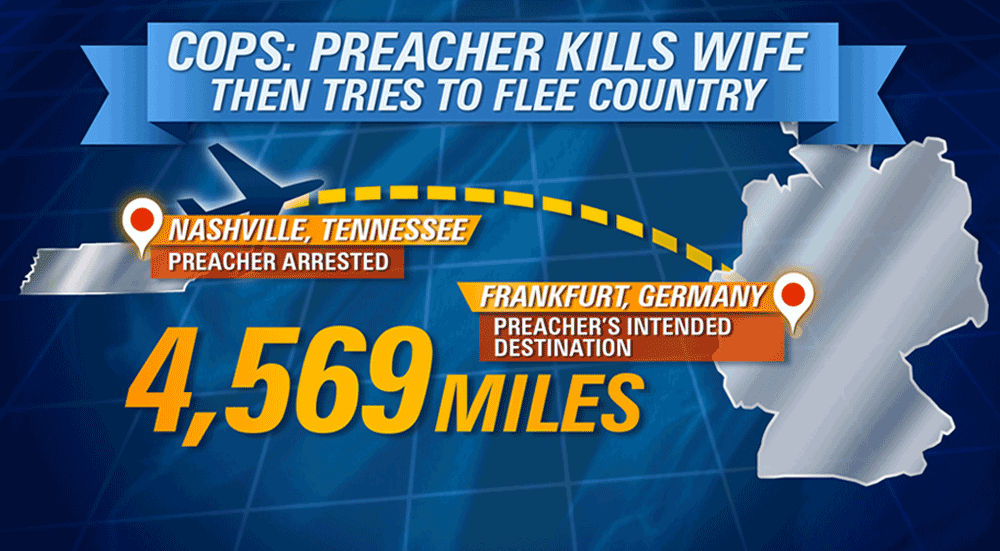 COPS: PREACHER KILLS WIFE
THEN TRIES TO FLEE COUNTRY
NASHVILLE, TENNESSEE
PREACHER ARRESTED
FRANKFURT, GERMANY
PREACHER'S INTENDED
DESTINATION
4,569 MILES